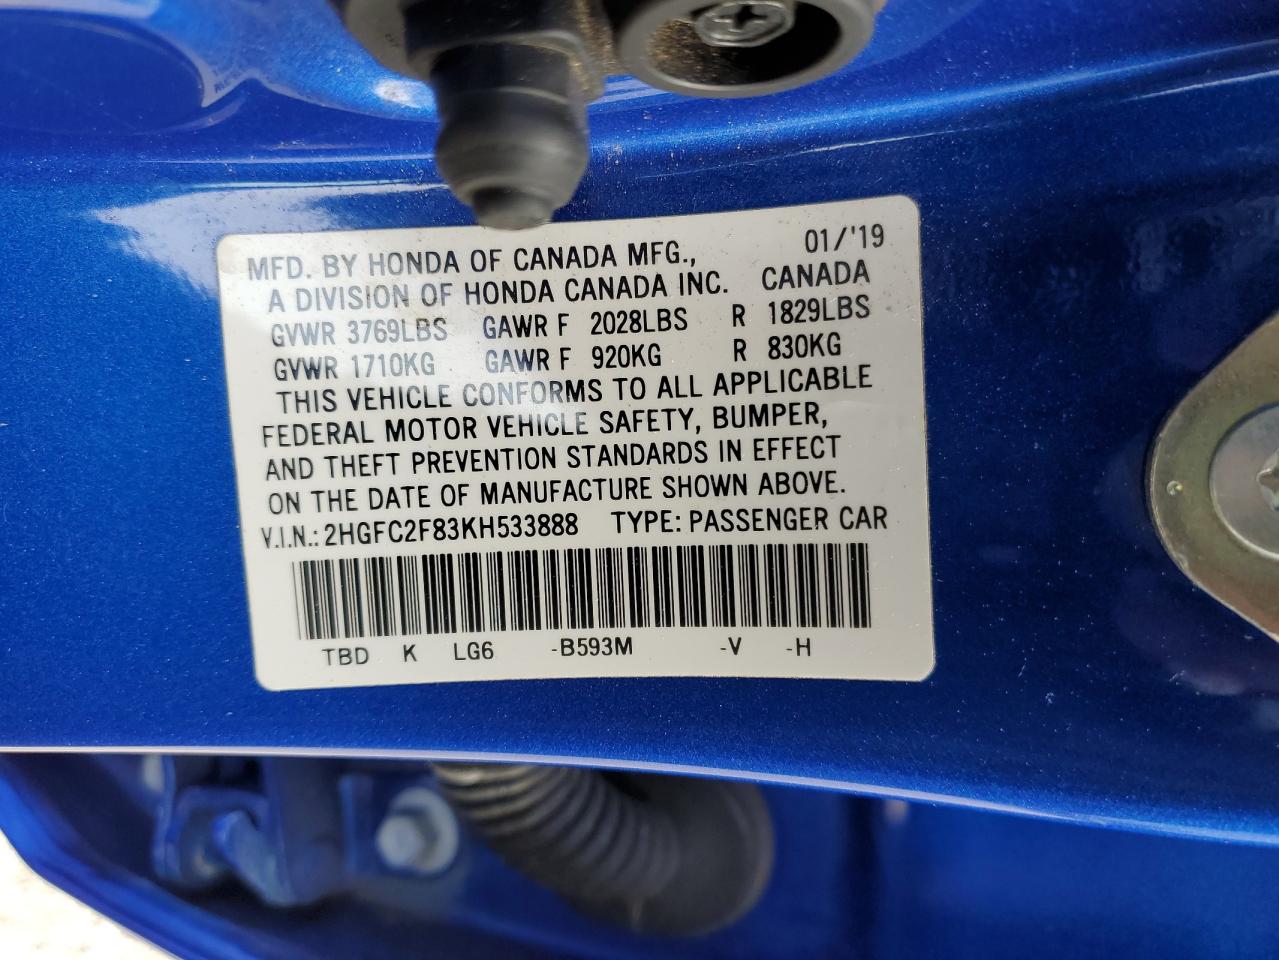 MFD. BY HONDA OF CANADA MFG., 01/'19
A DIVISION OF HONDA CANADA INC. CANADA
GVWR 3769LBS GAWR F 2028LBS R 1829LBS
GVWR 1710KG GAWR F 920KG R 830KG
THIS VEHICLE CONFORMS TO ALL APPLICABLE
FEDERAL MOTOR VEHICLE SAFETY, BUMPER,
AND THEFT PREVENTION STANDARDS IN EFFECT
ON THE DATE OF MANUFACTURE SHOWN ABOVE.
V.I.N.: 2HGFC2F83KH533888 TYPE: PASSENGER CAR
TBD K LG6 -B593M -V -H